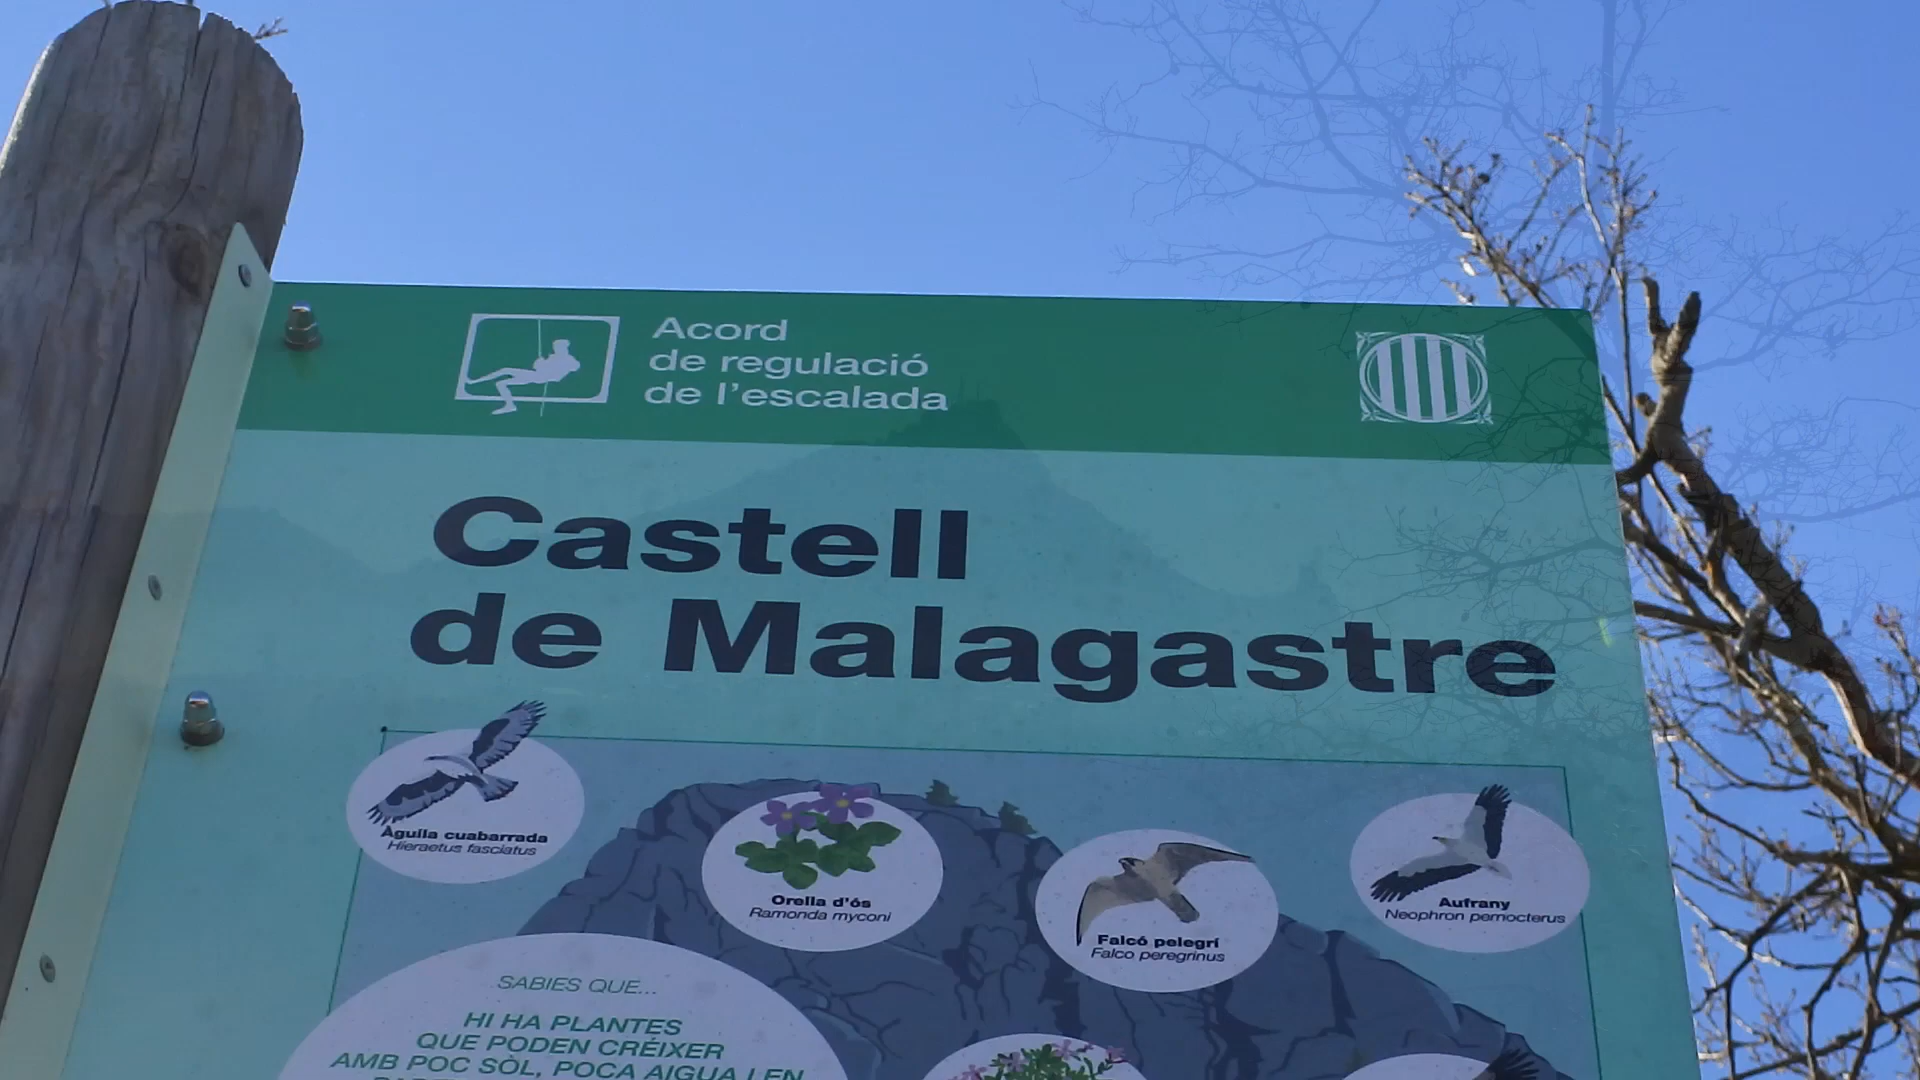 Acord
de regulació
de l'escalada
Castell
de Malagastre
Àguila cuabarrada
Hieraetus fasciatus
Orella d'ós
Ramonda myconi
Falcó pelegrí
Falco peregrinus
Aufrany
Neophron pernocterus
SABIES QUE...
HI HA PLANTES
QUE PODEN CRÉIXER
AMB POC SÒL, POCA AIGUA I EN